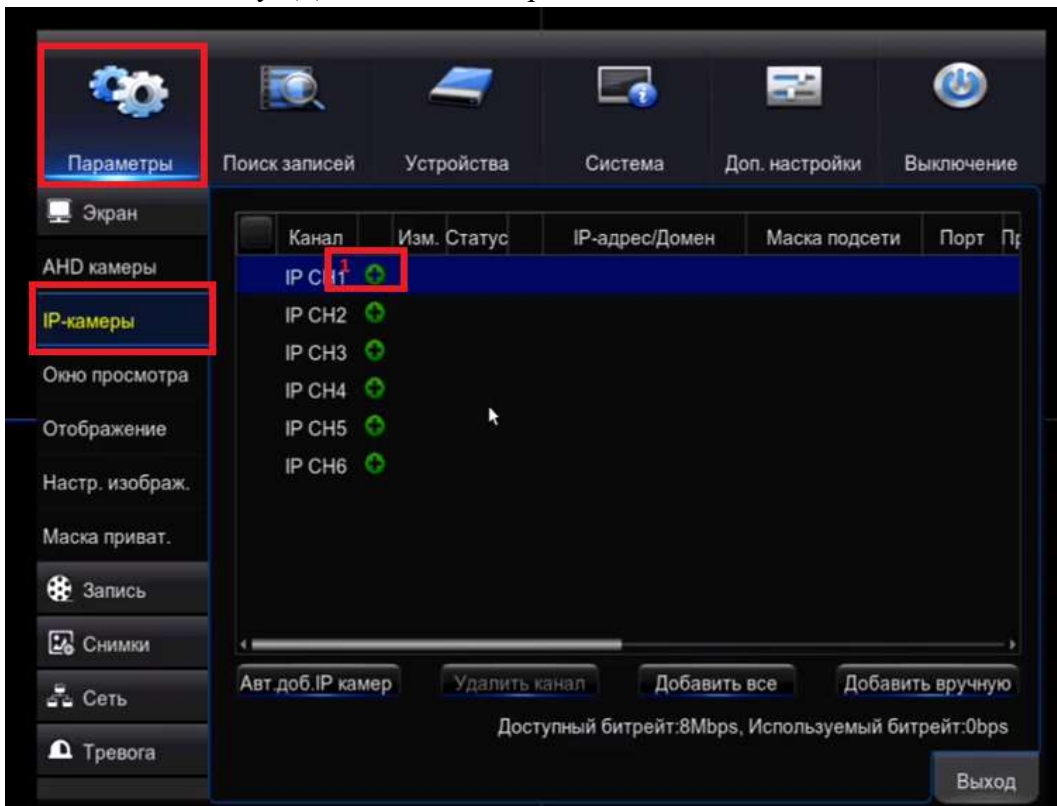 Параметры Поиск записей Устройства Система Доп. настройки Выключение
Экран
Канал Изм. Статус IP-адрес/Домен Маска подсети Порт
AHD камеры
1
IP CH1
IP-камеры
IP CH2
IP CH3
Окно просмотра
IP CH4
Отображение
IP CH5
IP CH6
Настр. изображ.
Маска приват.
Запись
Снимки
Авт.доб.IP камер Удалить канал Добавить все Добавить вручную
Сеть
Доступный битрейт:8Mbps, Используемый битрейт:0bps
Тревога
Выход